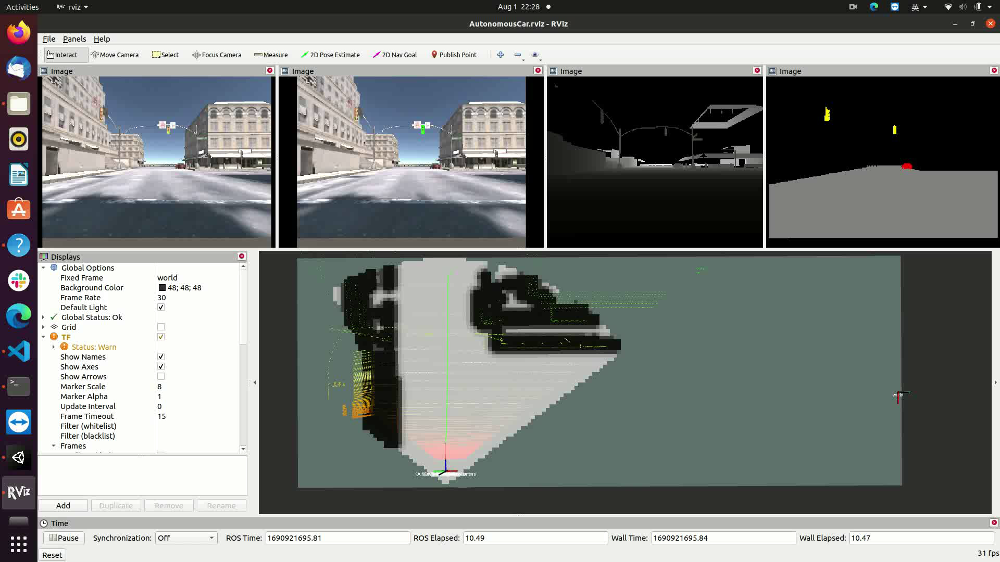 Activities
RViz
rviz
Aug 1 22:28
英
AutonomousCar.rviz - RViz
File Panels Help
Interact
Move Camera
Select
Focus Camera
Measure
2D Pose Estimate
2D Nav Goal
Publish Point
Image
Image
Image
Image
Displays
Global Options
Fixed Frame world
Background Color 48; 48; 48
Frame Rate 30
Default Light
Global Status: Ok
Grid
TF
Status: Warn
Show Names
Show Axes
Show Arrows
Marker Scale 8
Marker Alpha 1
Update Interval 0
Frame Timeout 15
Filter (whitelist)
Filter (blacklist)
Frames
world
Add
Duplicate
Remove
Rename
RViz
Time
Pause
Synchronization: Off
ROS Time: 1690921695.81
ROS Elapsed: 10.49
Wall Time: 1690921695.84
Wall Elapsed: 10.47
Reset
31 fps